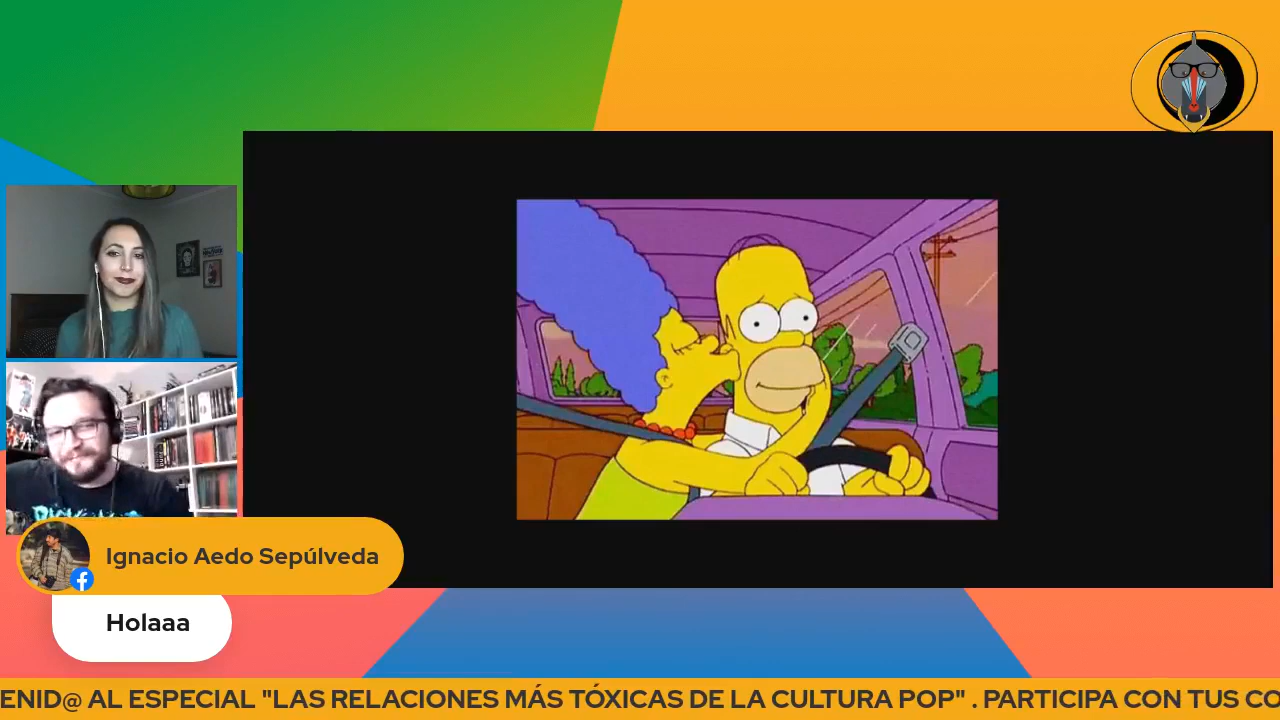 Ignacio Aedo Sepúlveda
Holaaa
ENID@ AL ESPECIAL "LAS RELACIONES MÁS TÓXICAS DE LA CULTURA POP" . PARTICIPA CON TUS CO